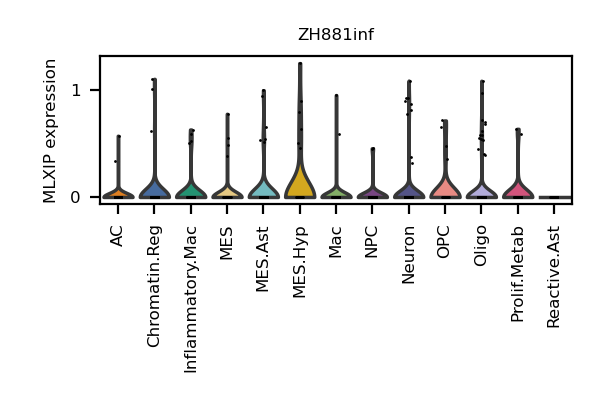 ZH881inf
MLXIP expression
1
0
AC
Chromatin.Reg
Inflammatory.Mac
MES
MES.Ast
MES.Hyp
Mac
NPC
Neuron
OPC
Oligo
Prolif.Metab
Reactive.Ast